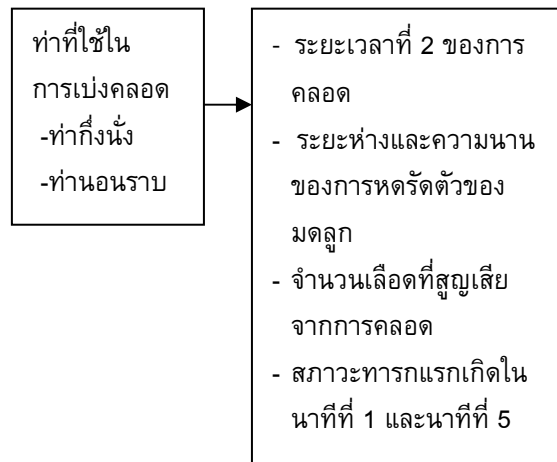 ท่าที่ใช้ใน
การเบ่งคลอด
-ท่ากึ่งนั่ง
-ท่านอนราบ
- ระยะเวลาที่ 2 ของการ
คลอด
- ระยะห่างและความนาน
ของการหดรัดตัวของ
มดลูก
- จำนวนเลือดที่สูญเสีย
จากการคลอด
- สภาวะทารกแรกเกิดใน
นาทีที่ 1 และนาทีที่ 5